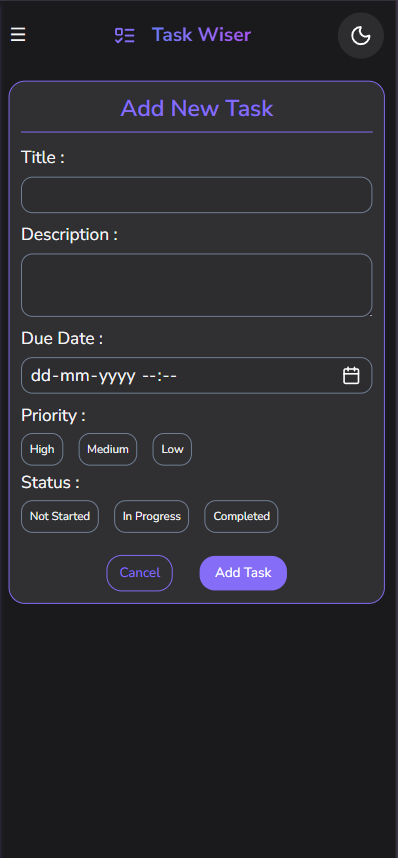 Task Wiser
Add New Task
Title :
Description :
Due Date :
dd-mm-yyyy --:--
Priority :
High Medium Low
Status :
Not Started In Progress Completed
Cancel Add Task